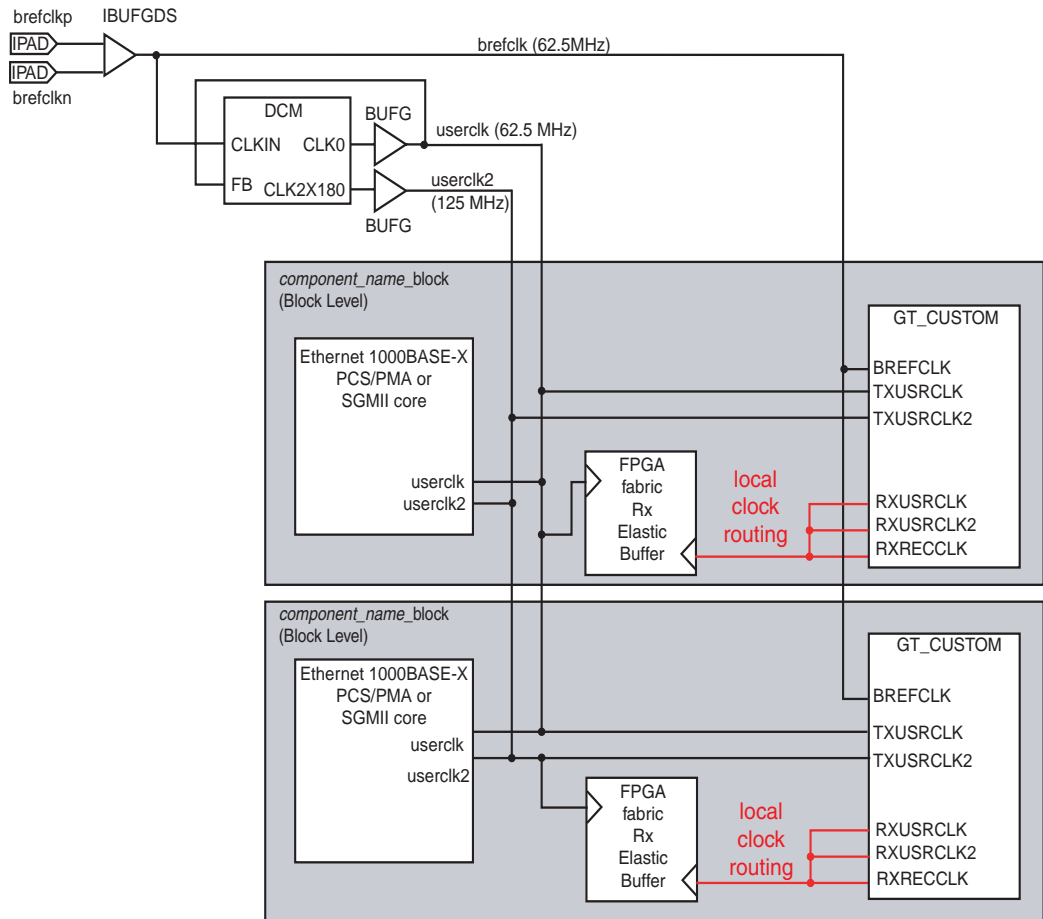 brefclkp
IBUFGDS
IPAD
IPAD
brefclkn
brefclk (62.5MHz)
DCM
BUFG
CLKIN
CLK0
userclk (62.5 MHz)
FB
CLK2X180
userclk2
(125 MHz)
BUFG
component_name_block
(Block Level)
GT_CUSTOM
Ethernet 1000BASE-X
PCS/PMA or
SGMII core
BREFCLK
TXUSRCLK
TXUSRCLK2
userclk
userclk2
FPGA
fabric
Rx
Elastic
Buffer
local
clock
routing
RXUSRCLK
RXUSRCLK2
RXRECCLK
component_name_block
(Block Level)
GT_CUSTOM
Ethernet 1000BASE-X
PCS/PMA or
SGMII core
BREFCLK
userclk
TXUSRCLK
userclk2
TXUSRCLK2
FPGA
fabric
Rx
Elastic
Buffer
local
clock
routing
RXUSRCLK
RXUSRCLK2
RXRECCLK